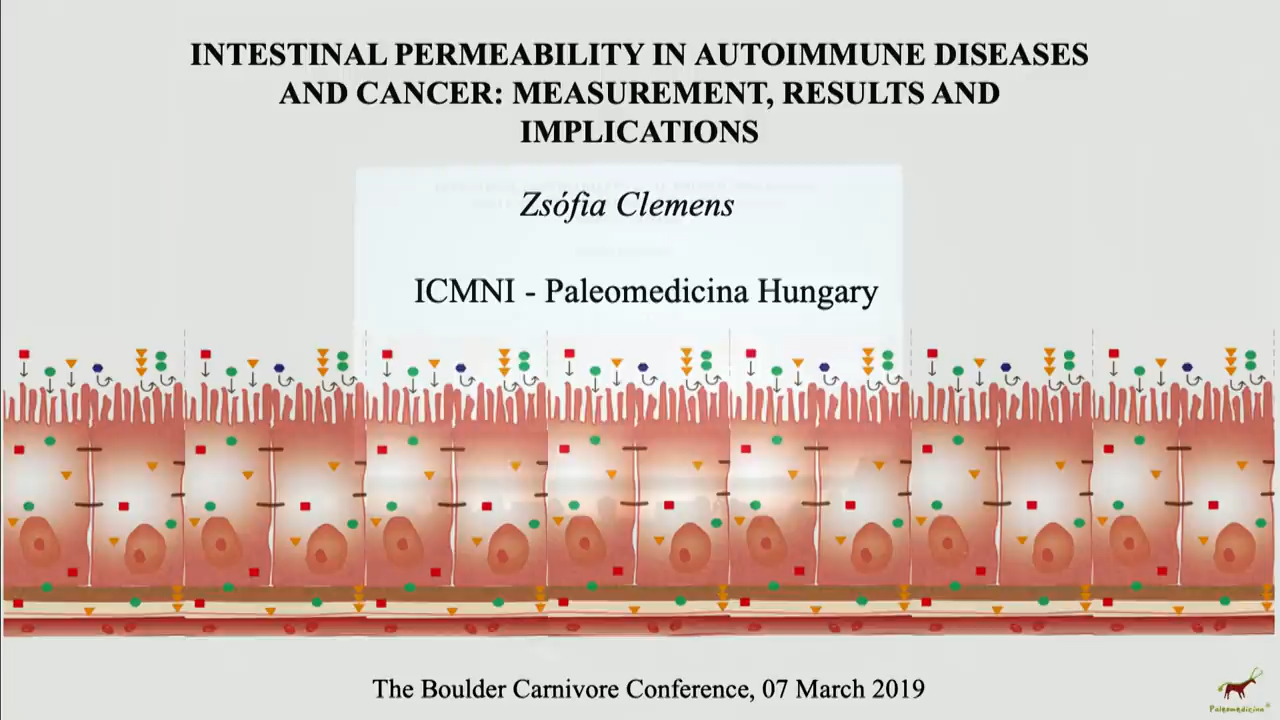 INTESTINAL PERMEABILITY IN AUTOIMMUNE DISEASES
AND CANCER: MEASUREMENT, RESULTS AND
IMPLICATIONS
Zsófia Clemens
ICMNI - Paleomedicina Hungary
The Boulder Carnivore Conference, 07 March 2019
Paleomedicina®